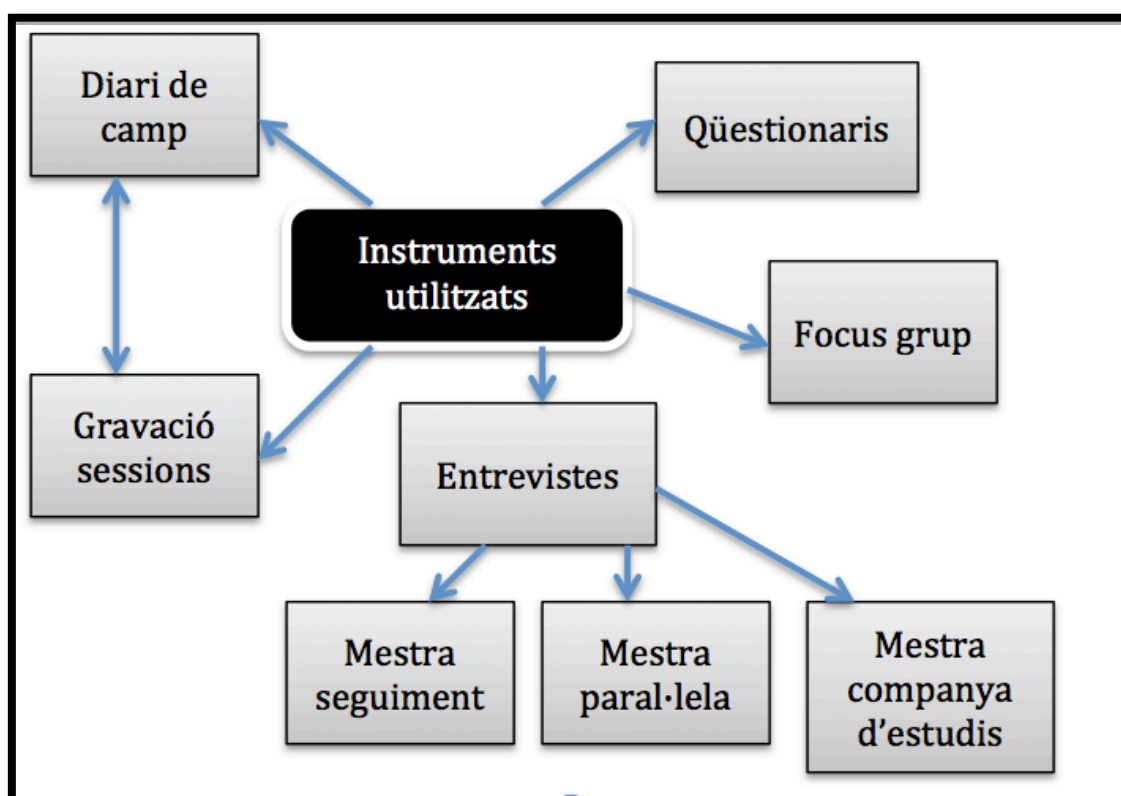 Diari de
camp
Qüestionaris
Instruments
utilitzats
Focus grup
Gravació
sessions
Entrevistes
Mestra
seguiment
Mestra
paral·lela
Mestra
companya
d’estudis